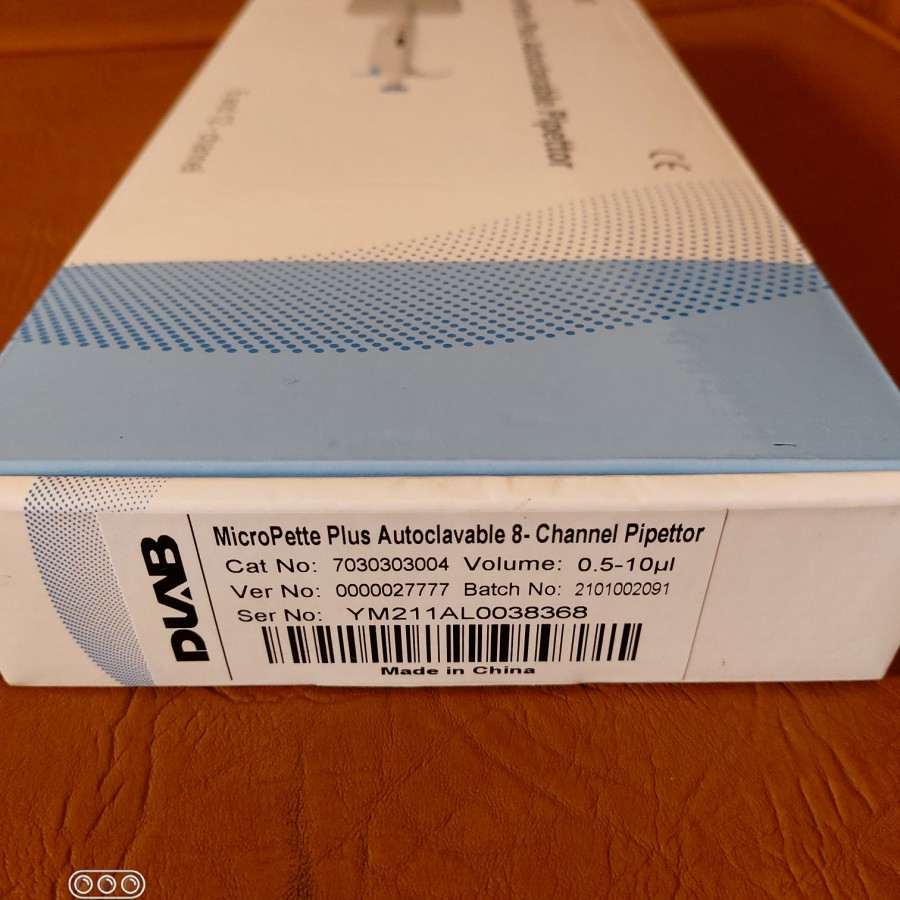 Plus Autoclavable Pipettor
CE
DLAB
MicroPette Plus Autoclavable 8- Channel Pipettor
Cat No: 7030303004 Volume: 0.5-10µl
Ver No: 0000027777 Batch No: 2101002091
Ser No: YM211AL0038368
Made in China